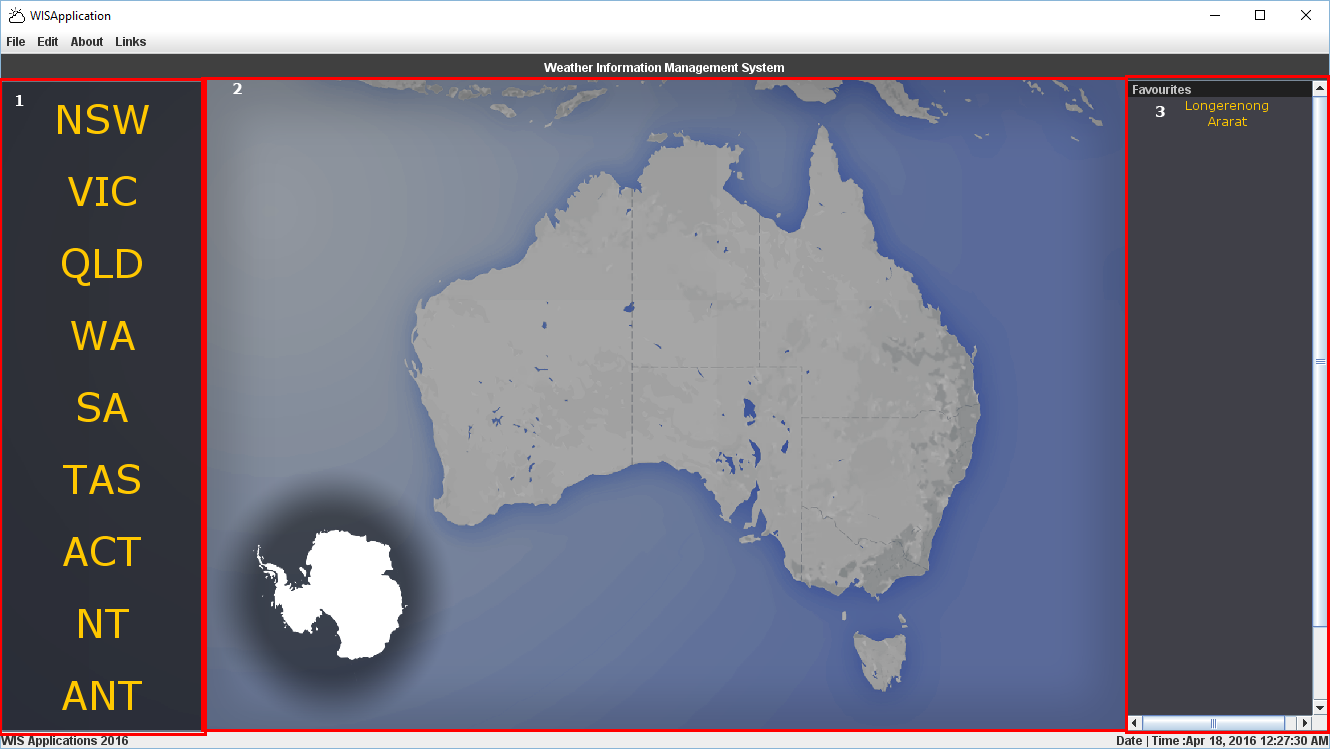 WISApplication
File Edit About Links
Weather Information Management System
1
NSW
VIC
QLD
WA
SA
TAS
ACT
NT
ANT
2
Favourites
3
Longerenong
Ararat
WIS Applications 2016
Date | Time :Apr 18, 2016 12:27:30 AM